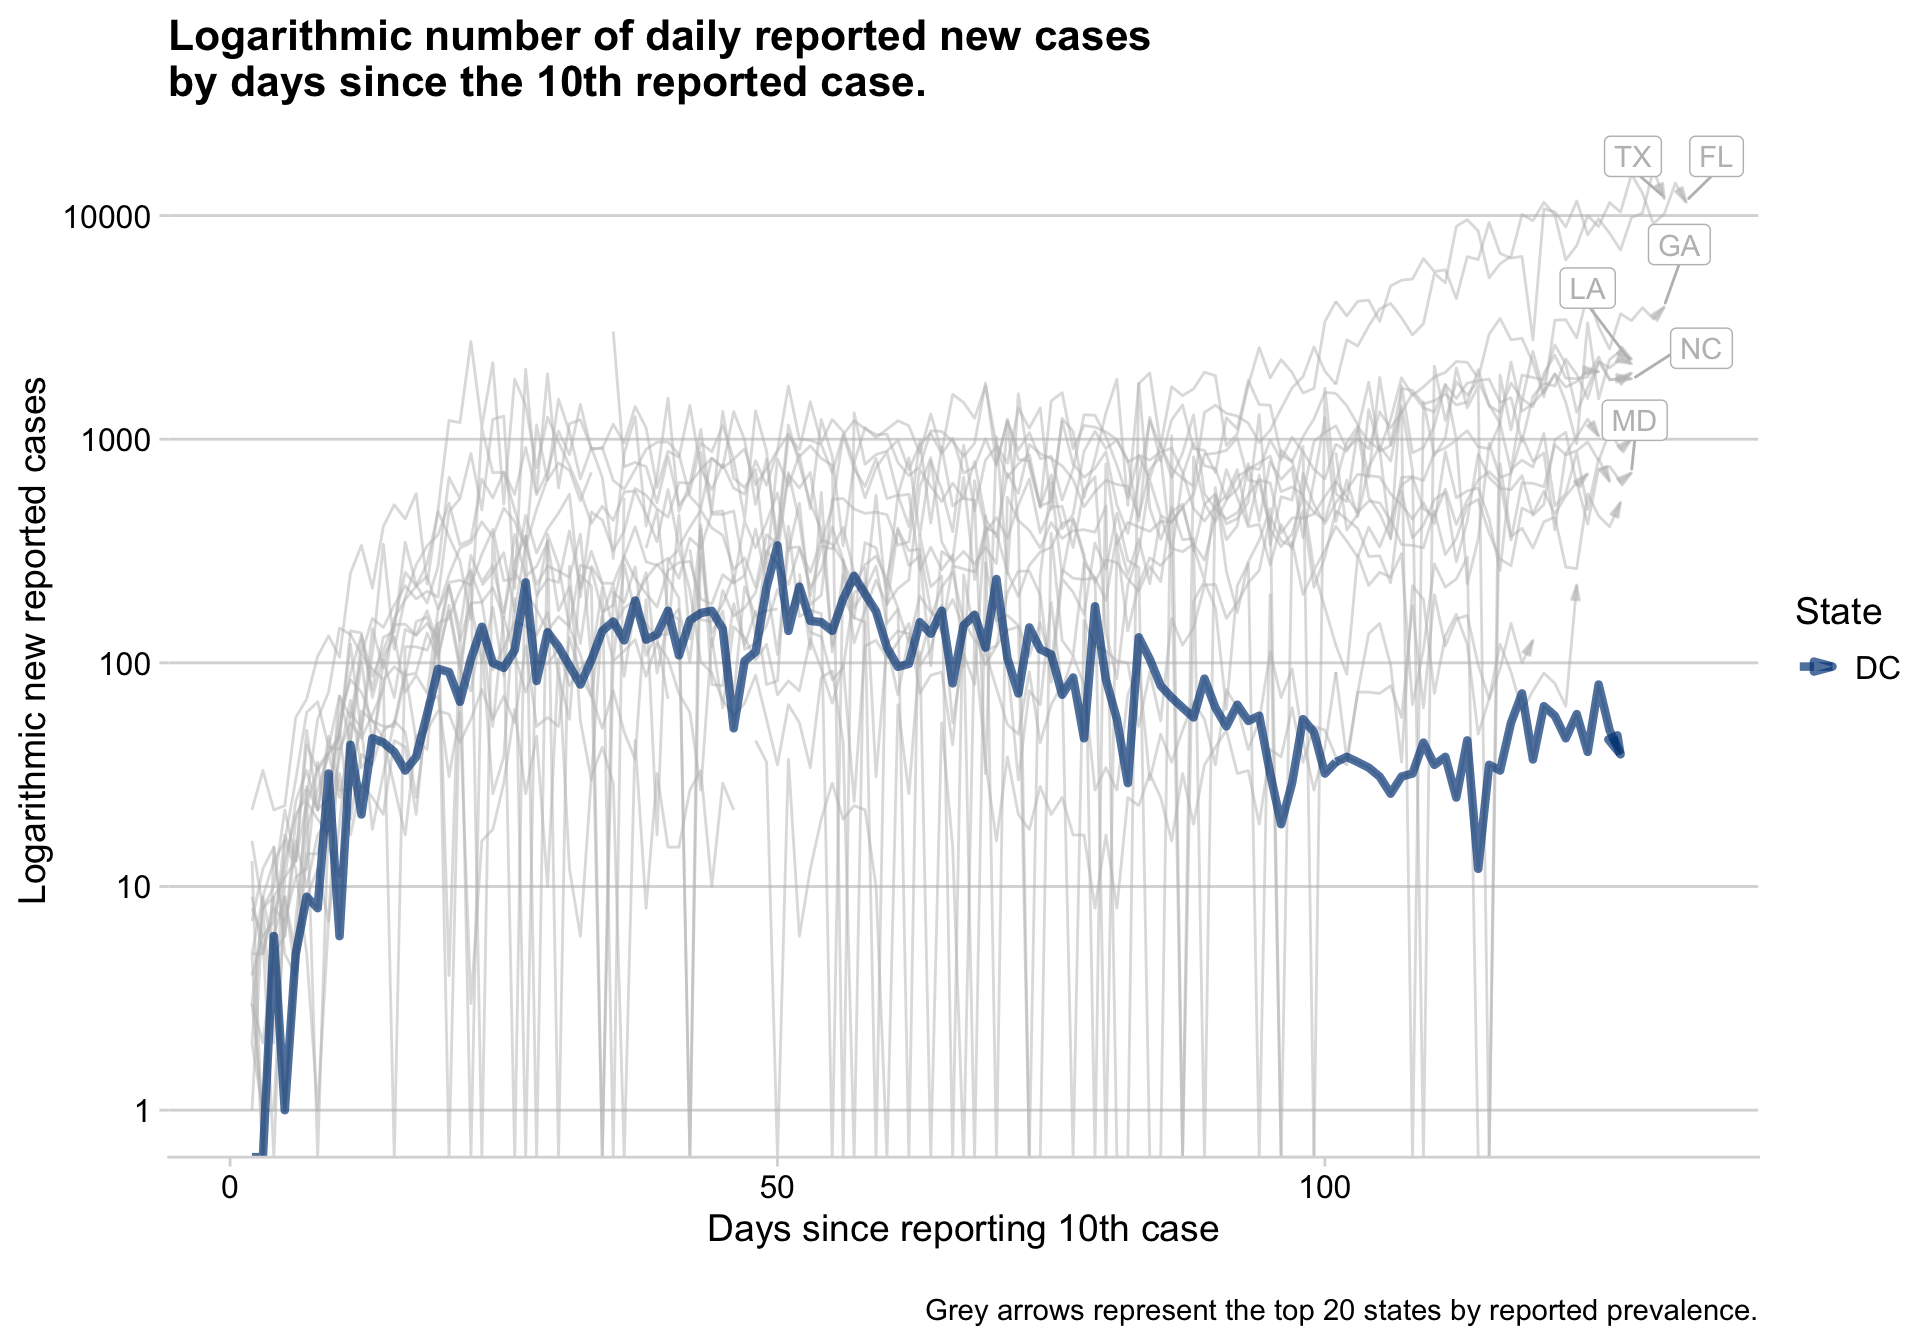 Logarithmic number of daily reported new cases
by days since the 10th reported case.
TX
FL
10000
GA
LA
NC
MD
1000
100
10
1
Logarithmic new reported cases
State
DC
0
50
100
Days since reporting 10th case
Grey arrows represent the top 20 states by reported prevalence.